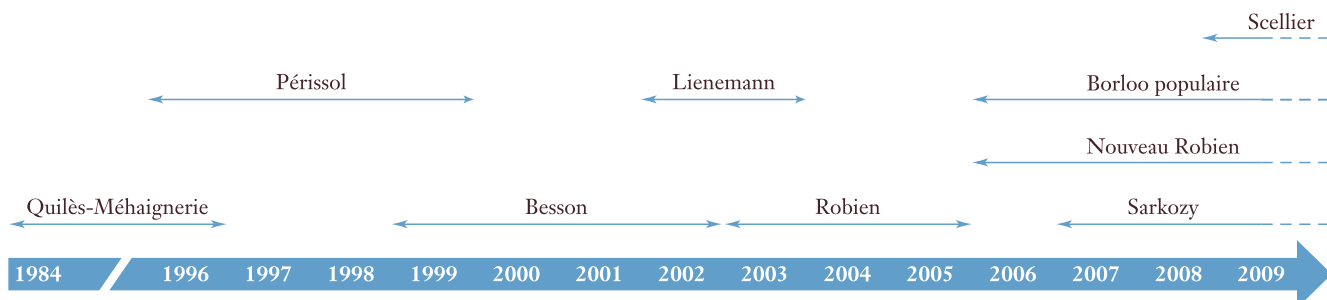 Scellier
Périssol
Lienemann
Borloo populaire
Nouveau Robien
Quilès-Méhaignerie
Besson
Robien
Sarkozy
1984 1996 1997 1998 1999 2000 2001 2002 2003 2004 2005 2006 2007 2008 2009